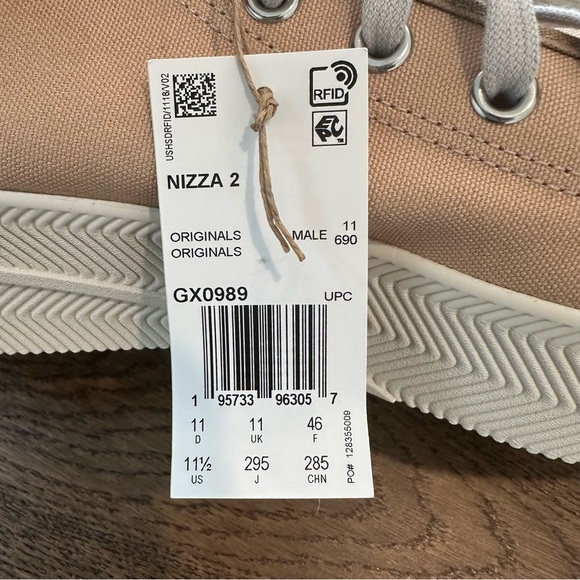 USHSDRFID/1118/V02
RFID
EPC™
NIZZA 2
ORIGINALS MALE 11
ORIGINALS 690
GX0989 UPC
1 95733 96305 7
11 11 46
D UK F
11½ 295 285
US J CHN
PO# 128355009